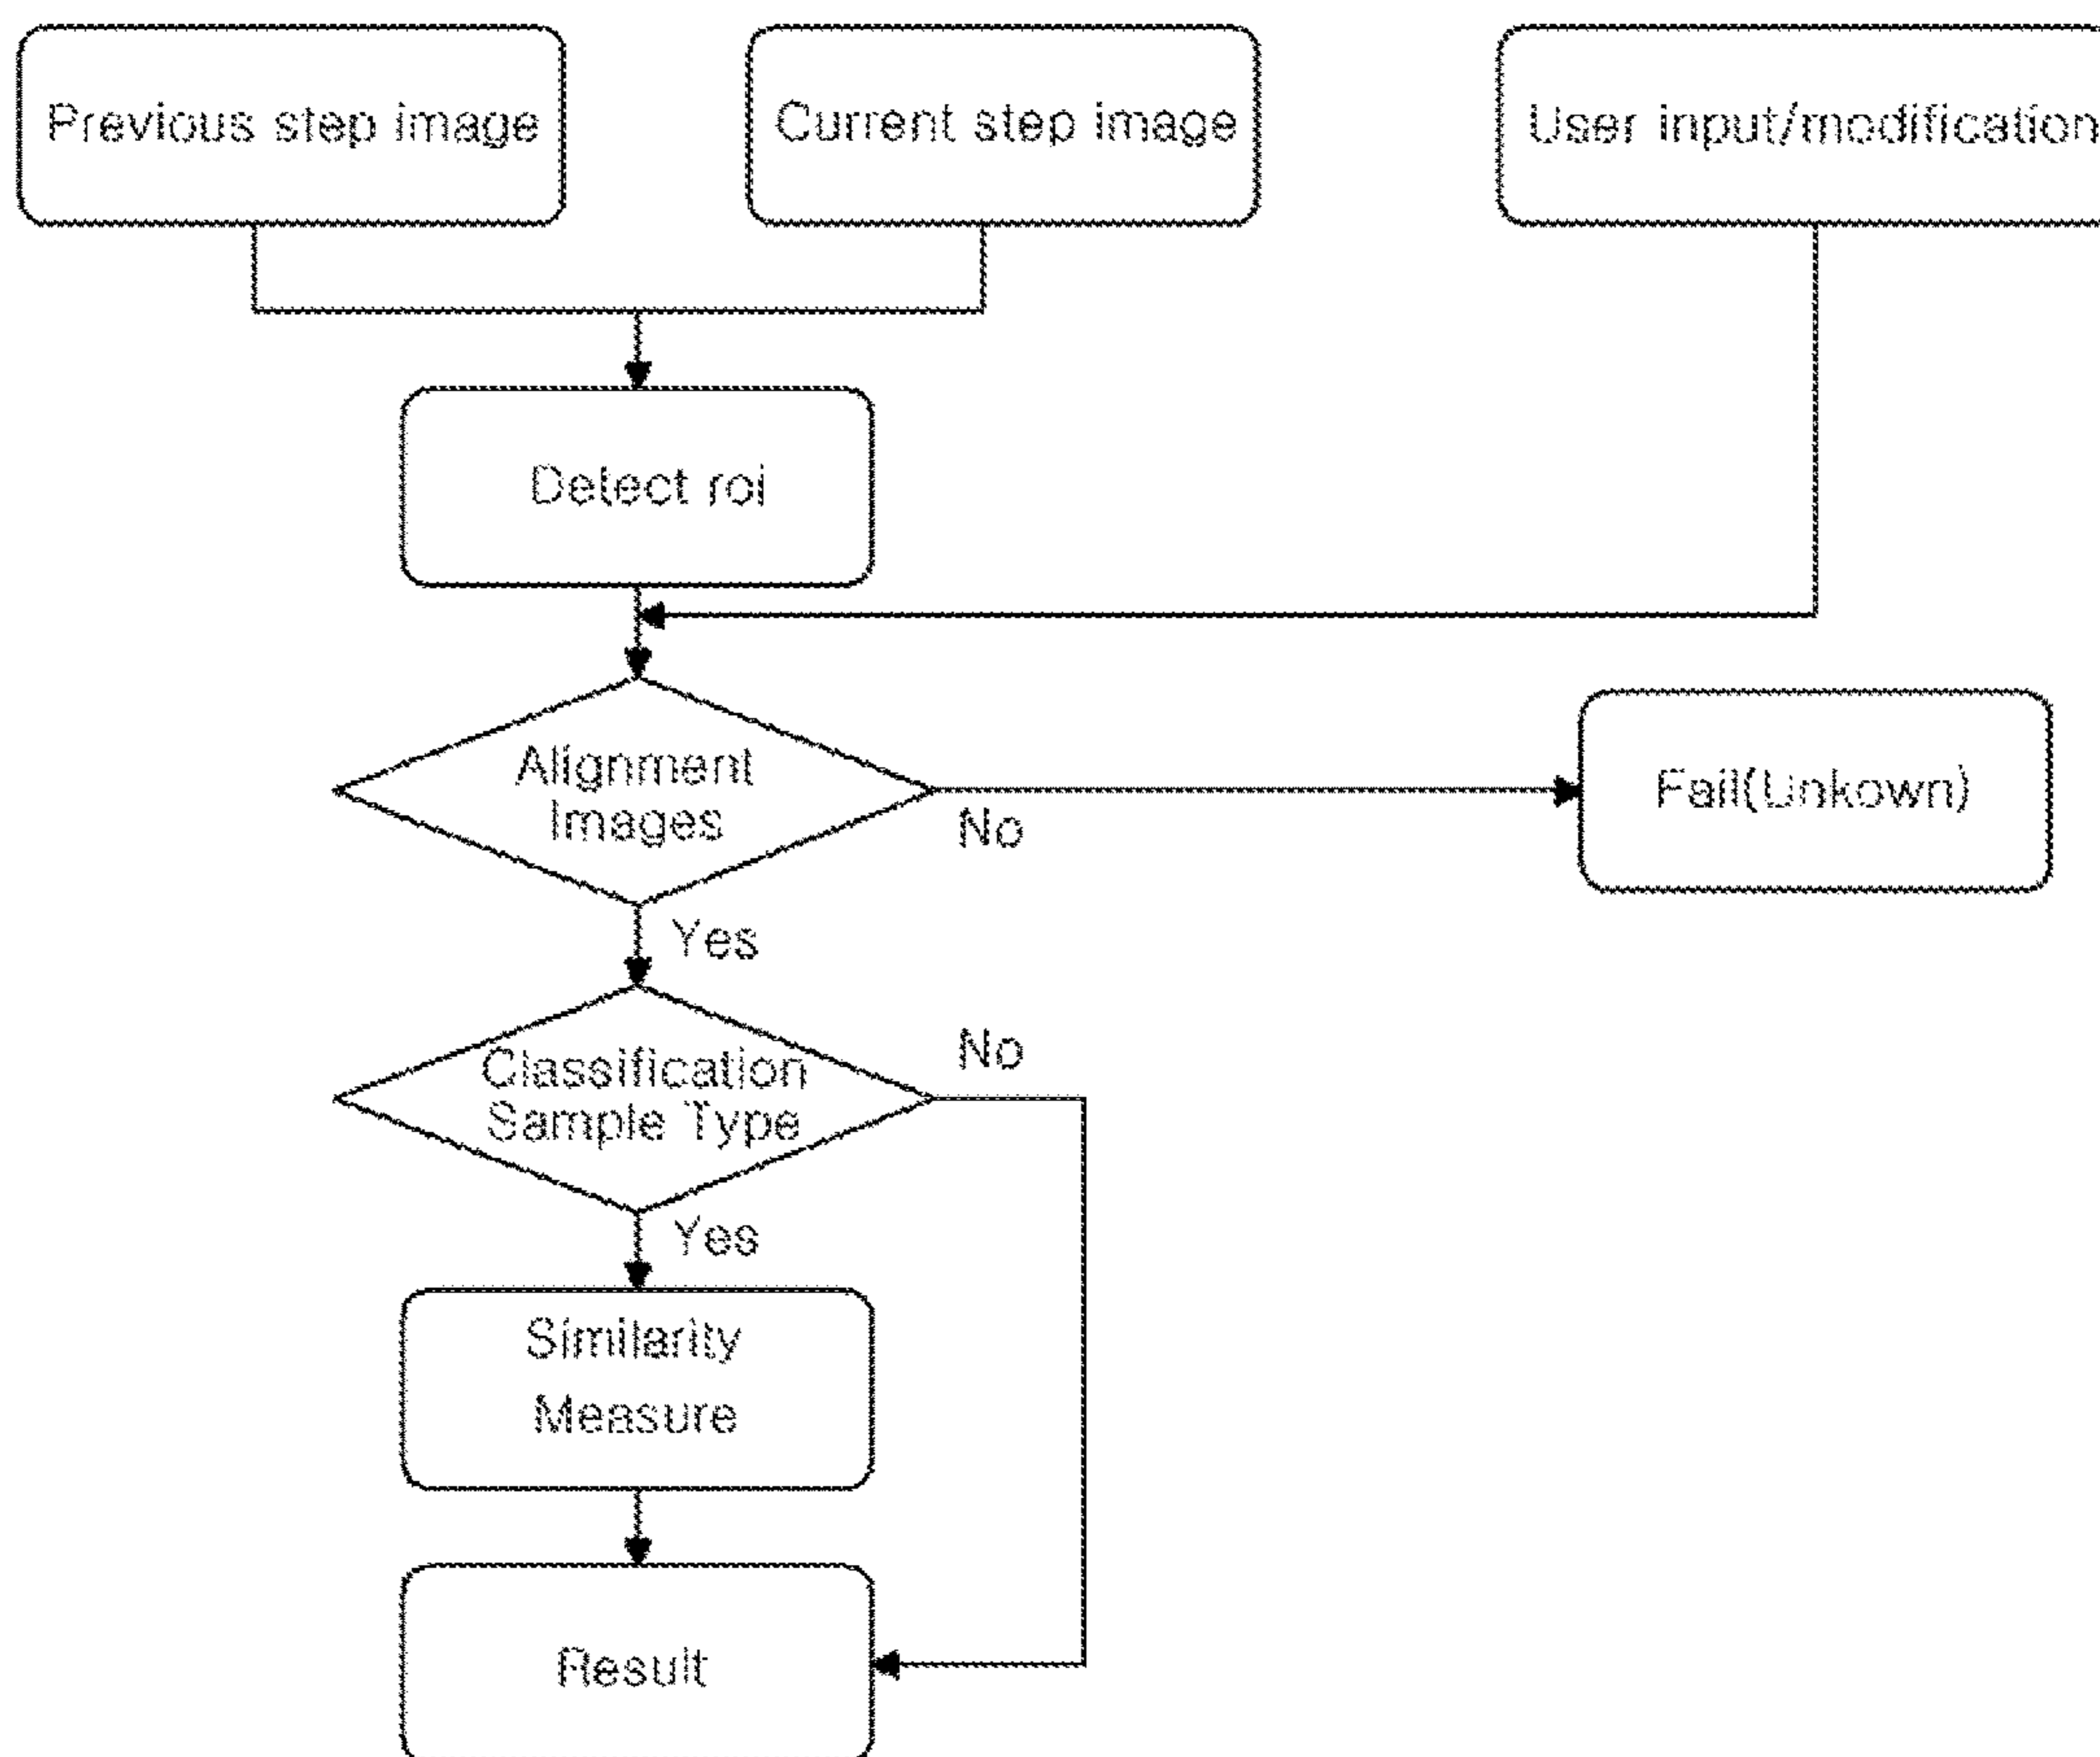 Previous step image
Current step image
User input/modification
Detect roi
Alignment
Images
No
Fail(Unkown)
Yes
Classification
Sample Type
No
Yes
Similarity
Measure
Result